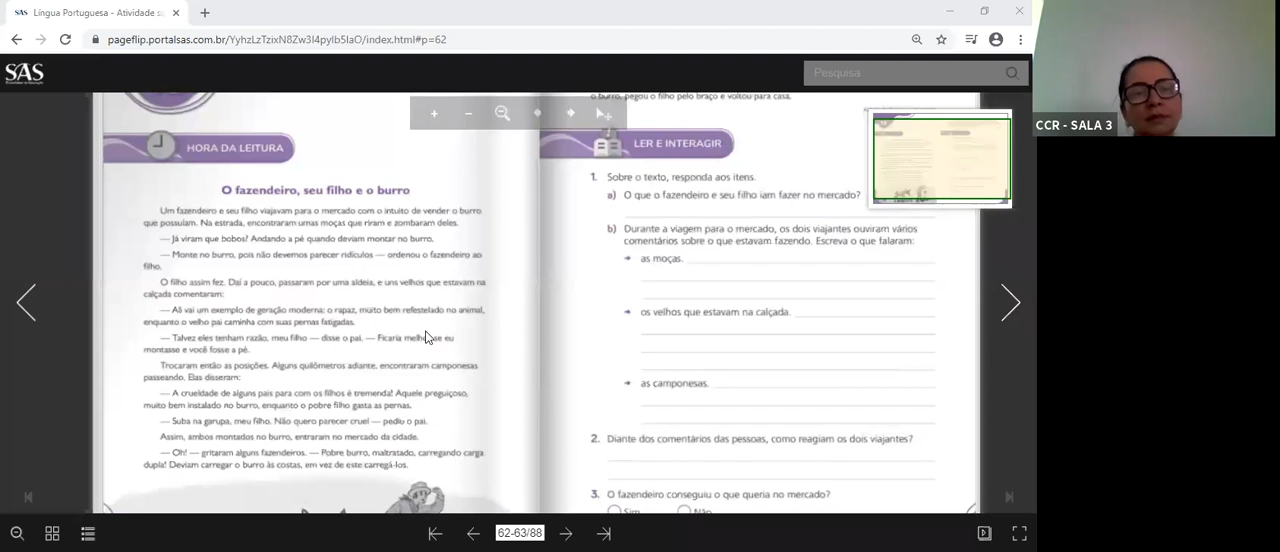 SAS Língua Portuguesa - Atividade su
pageflip.portalsas.com.br/YyhzLzTzixN8Zw3I4pylb5IaO/index.html#p=62
SAS
Pesquisa
HORA DA LEITURA
O fazendeiro, seu filho e o burro
Um fazendeiro e seu filho viajavam para o mercado com o intuito de vender o burro
que possuíam. Na estrada, encontraram umas moças que riram e zombaram deles.
— Já viram que bobos? Andando a pé quando deviam montar no burro.
— Monte no burro, pois não devemos parecer ridículos — ordenou o fazendeiro ao
filho.
O filho assim fez. Daí a pouco, passaram por uma aldeia, e uns velhos que estavam na
calçada comentaram:
— Ali vai um exemplo de geração moderna: o rapaz, muito bem refestelado no animal,
enquanto o velho pai caminha com suas pernas fatigadas.
— Talvez eles tenham razão, meu filho — disse o pai. — Ficaria melhor se eu
montasse e você fosse a pé.
Trocaram então as posições. Alguns quilômetros adiante, encontraram camponesas
passeando. Elas disseram:
— A crueldade de alguns pais para com os filhos é tremenda! Aquele preguiçoso,
muito bem instalado no burro, enquanto o pobre filho gasta as pernas.
— Suba na garupa, meu filho. Não quero parecer cruel — pediu o pai.
Assim, ambos montados no burro, entraram no mercado da cidade.
— Oh! — gritaram alguns fazendeiros. — Pobre burro, maltratado, carregando carga
dupla! Deviam carregar o burro às costas, em vez de este carregá-los.
o burro, pegou o filho pelo braço e voltou para casa.
LER E INTERAGIR
1. Sobre o texto, responda aos itens.
a) O que o fazendeiro e seu filho iam fazer no mercado?
b) Durante a viagem para o mercado, os dois viajantes ouviram vários
comentários sobre o que estavam fazendo. Escreva o que falaram:
→ as moças.
→ os velhos que estavam na calçada.
→ as camponesas.
2. Diante dos comentários das pessoas, como reagiam os dois viajantes?
3. O fazendeiro conseguiu o que queria no mercado?
Sim Não
62-63/88
CCR - SALA 3